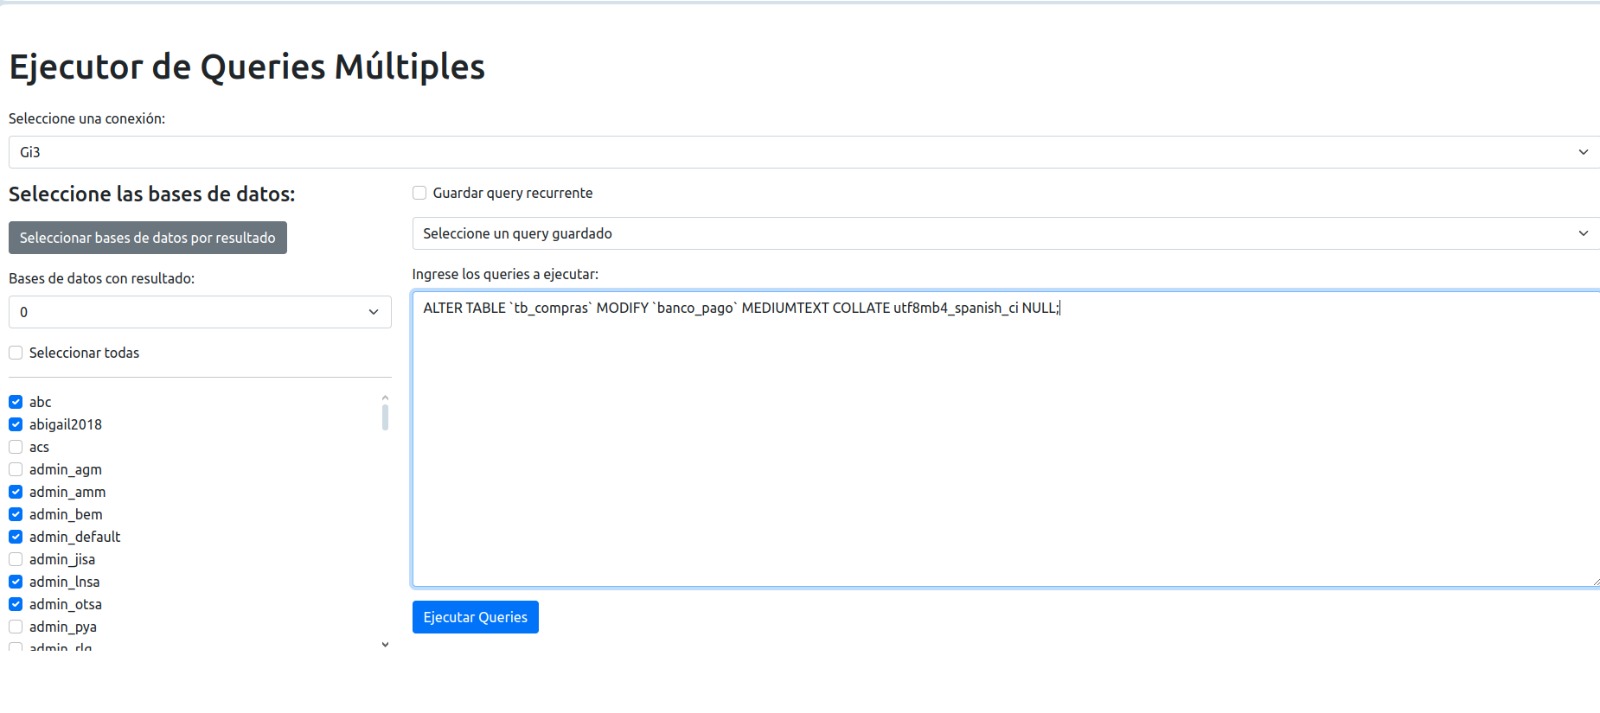 Ejecutor de Queries Múltiples
Seleccione una conexión:
Gi3
Seleccione las bases de datos:
Seleccionar bases de datos por resultado
Bases de datos con resultado:
0
Seleccionar todas
abc
abigail2018
acs
admin_agm
admin_amm
admin_bem
admin_default
admin_jisa
admin_lnsa
admin_otsa
admin_pya
Guardar query recurrente
Seleccione un query guardado
Ingrese los queries a ejecutar:
ALTER TABLE `tb_compras` MODIFY `banco_pago` MEDIUMTEXT COLLATE utf8mb4_spanish_ci NULL;
Ejecutar Queries